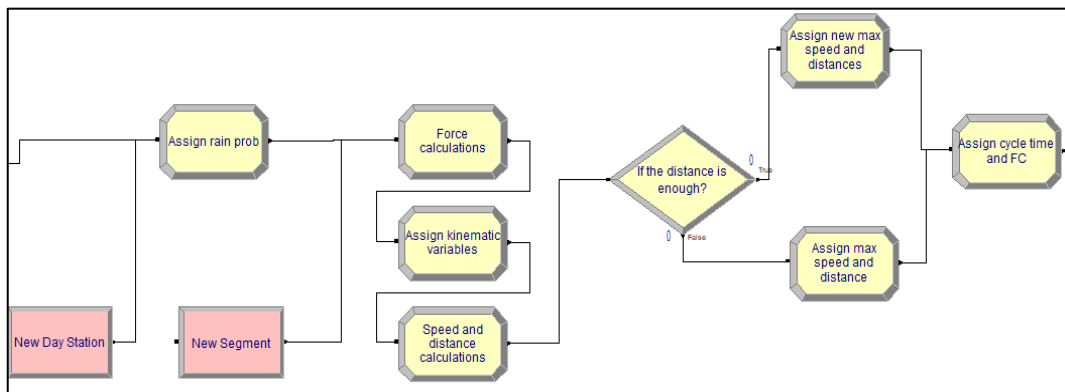 Assign new max
speed and
distances
Assign rain prob
Force
calculations
Assign cycle time
and FC
If the distance is
enough?
0
True
0
False
Assign kinematic
variables
Assign max
speed and
distance
New Day Station
New Segment
Speed and
distance
calculations